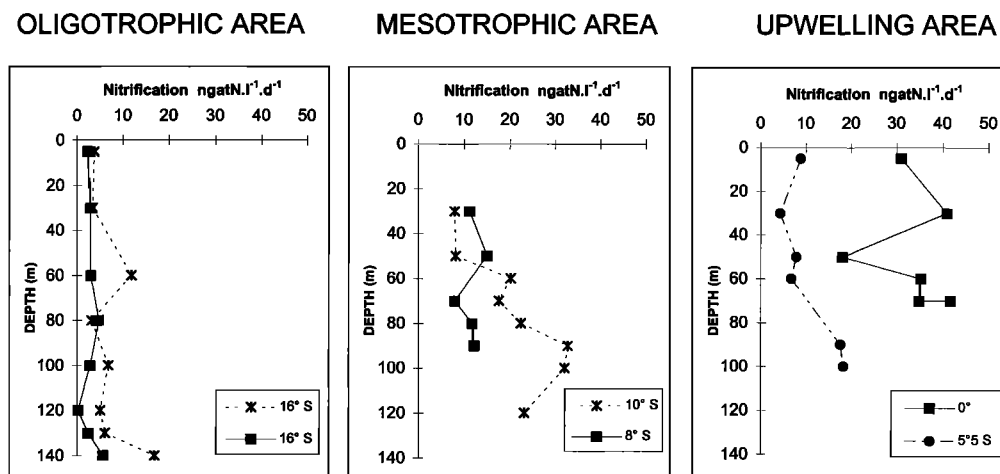 OLIGOTROPHIC AREA
MESOTROPHIC AREA
UPWELLING AREA
Nitrification ngatN.l⁻¹.d⁻¹
0 10 20 30 40 50
0
20
40
60
80
100
120
140
DEPTH (m)
16° S
16° S
Nitrification ngatN.l⁻¹.d⁻¹
0 10 20 30 40 50
0
20
40
60
80
100
120
140
DEPTH (m)
10° S
8° S
Nitrification ngatN.l⁻¹.d⁻¹
0 10 20 30 40 50
0
20
40
60
80
100
120
140
DEPTH (m)
0°
5°5 S